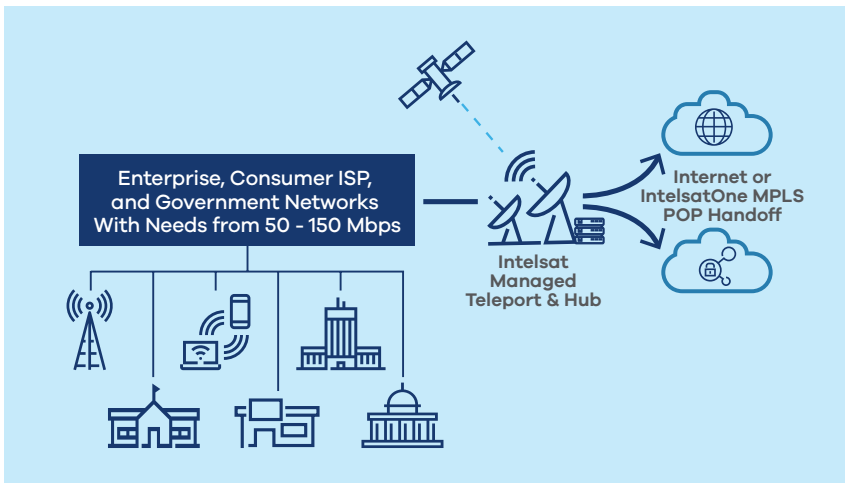 Enterprise, Consumer ISP,
and Government Networks
With Needs from 50 - 150 Mbps
Intelsat
Managed
Teleport & Hub
Internet or
IntelsatOne MPLS
POP Handoff